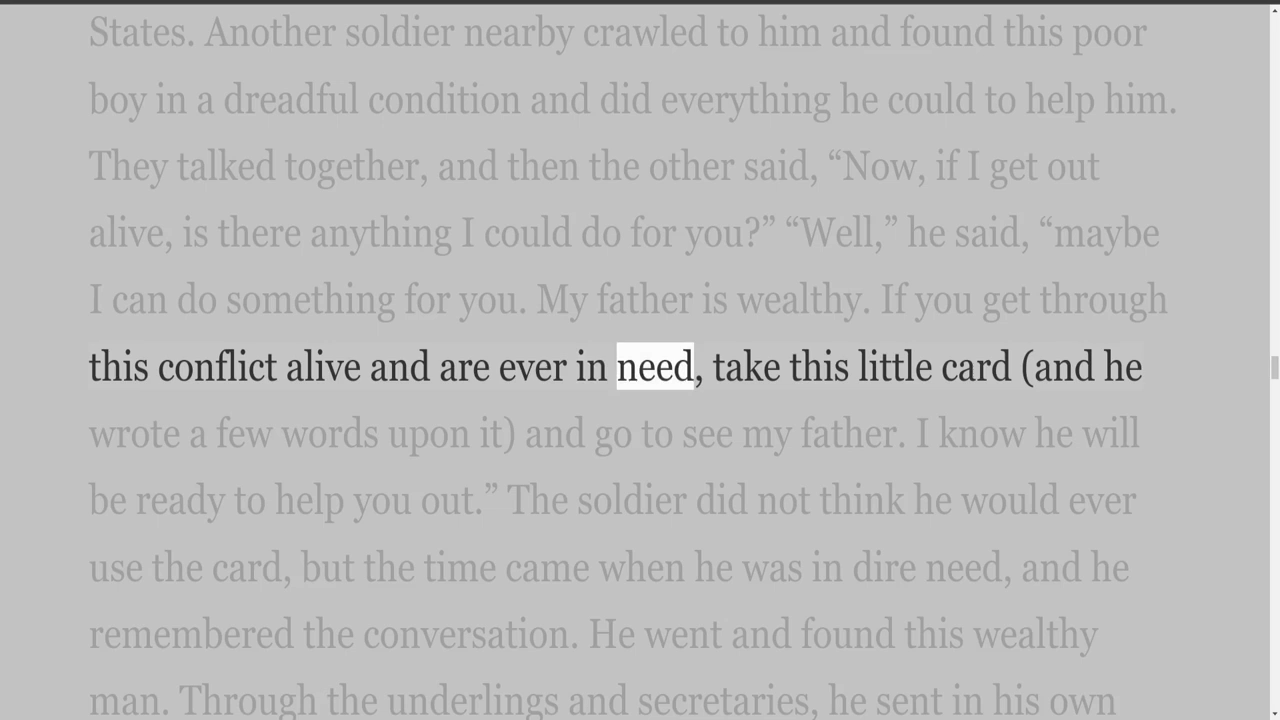 States. Another soldier nearby crawled to him and found this poor
boy in a dreadful condition and did everything he could to help him.
They talked together, and then the other said, “Now, if I get out
alive, is there anything I could do for you?” “Well,” he said, “maybe
I can do something for you. My father is wealthy. If you get through
this conflict alive and are ever in need, take this little card (and he
wrote a few words upon it) and go to see my father. I know he will
be ready to help you out.” The soldier did not think he would ever
use the card, but the time came when he was in dire need, and he
remembered the conversation. He went and found this wealthy
man. Through the underlings and secretaries, he sent in his own